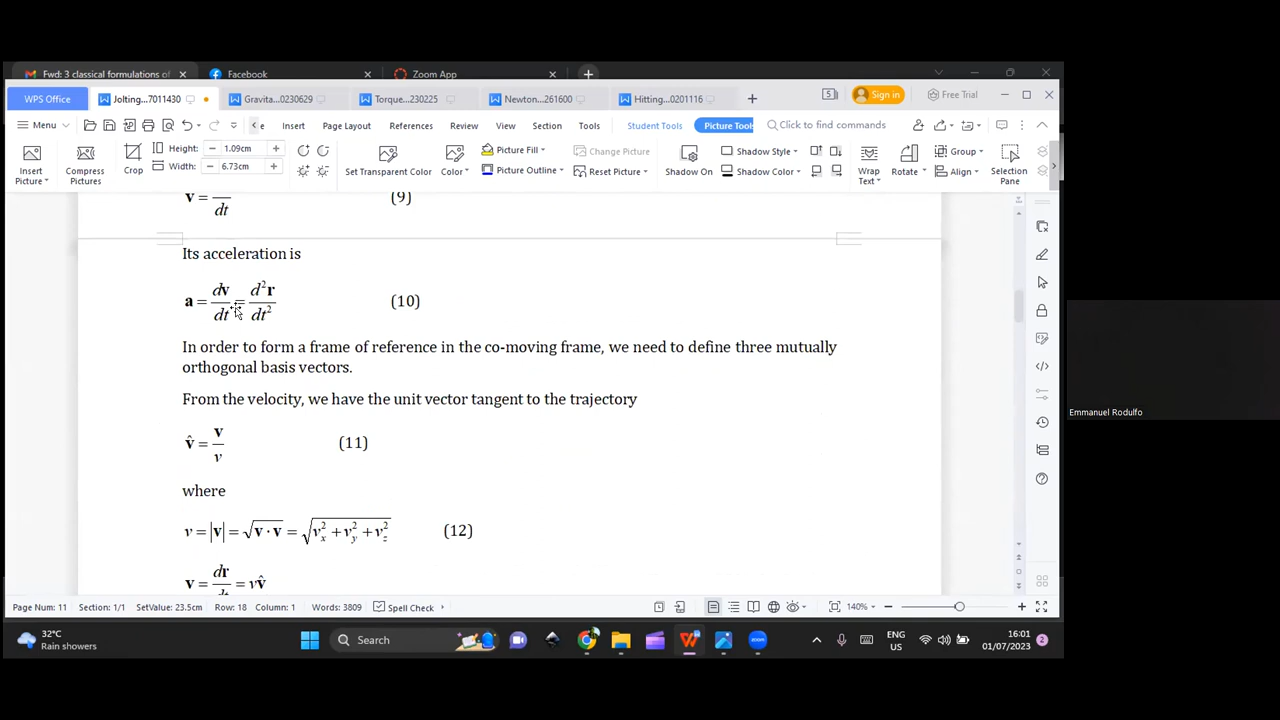 Fwd: 3 classical formulations of
Facebook
Zoom App
WPS Office
Jolting...7011430
Gravita...0230629
Torque...230225
Newton...261600
Hitting...0201116
Sign in
Free Trial
Menu
e
Insert
Page Layout
References
Review
View
Section
Tools
Student Tools
Picture Tools
Click to find commands
Insert Picture
Compress Pictures
Crop
Height: 1.09cm
Width: 6.73cm
Set Transparent Color
Color
Picture Fill
Picture Outline
Change Picture
Reset Picture
Shadow On
Shadow Style
Shadow Color
Wrap Text
Rotate
Group
Align
Selection Pane
v = dt (9)
Its acceleration is
a = dv/dt = d²r/dt² (10)
In order to form a frame of reference in the co-moving frame, we need to define three mutually
orthogonal basis vectors.
From the velocity, we have the unit vector tangent to the trajectory
v̂ = v/v (11)
where
v = |v| = √v · v = √v_x² + v_y² + v_z² (12)
v = dr/dt = vv̂
Emmanuel Rodulfo
Page Num: 11 Section: 1/1 SetValue: 23.5cm Row: 18 Column: 1 Words: 3809 Spell Check 140%
32°C
Rain showers
Search
ENG
US
16:01
01/07/2023
2